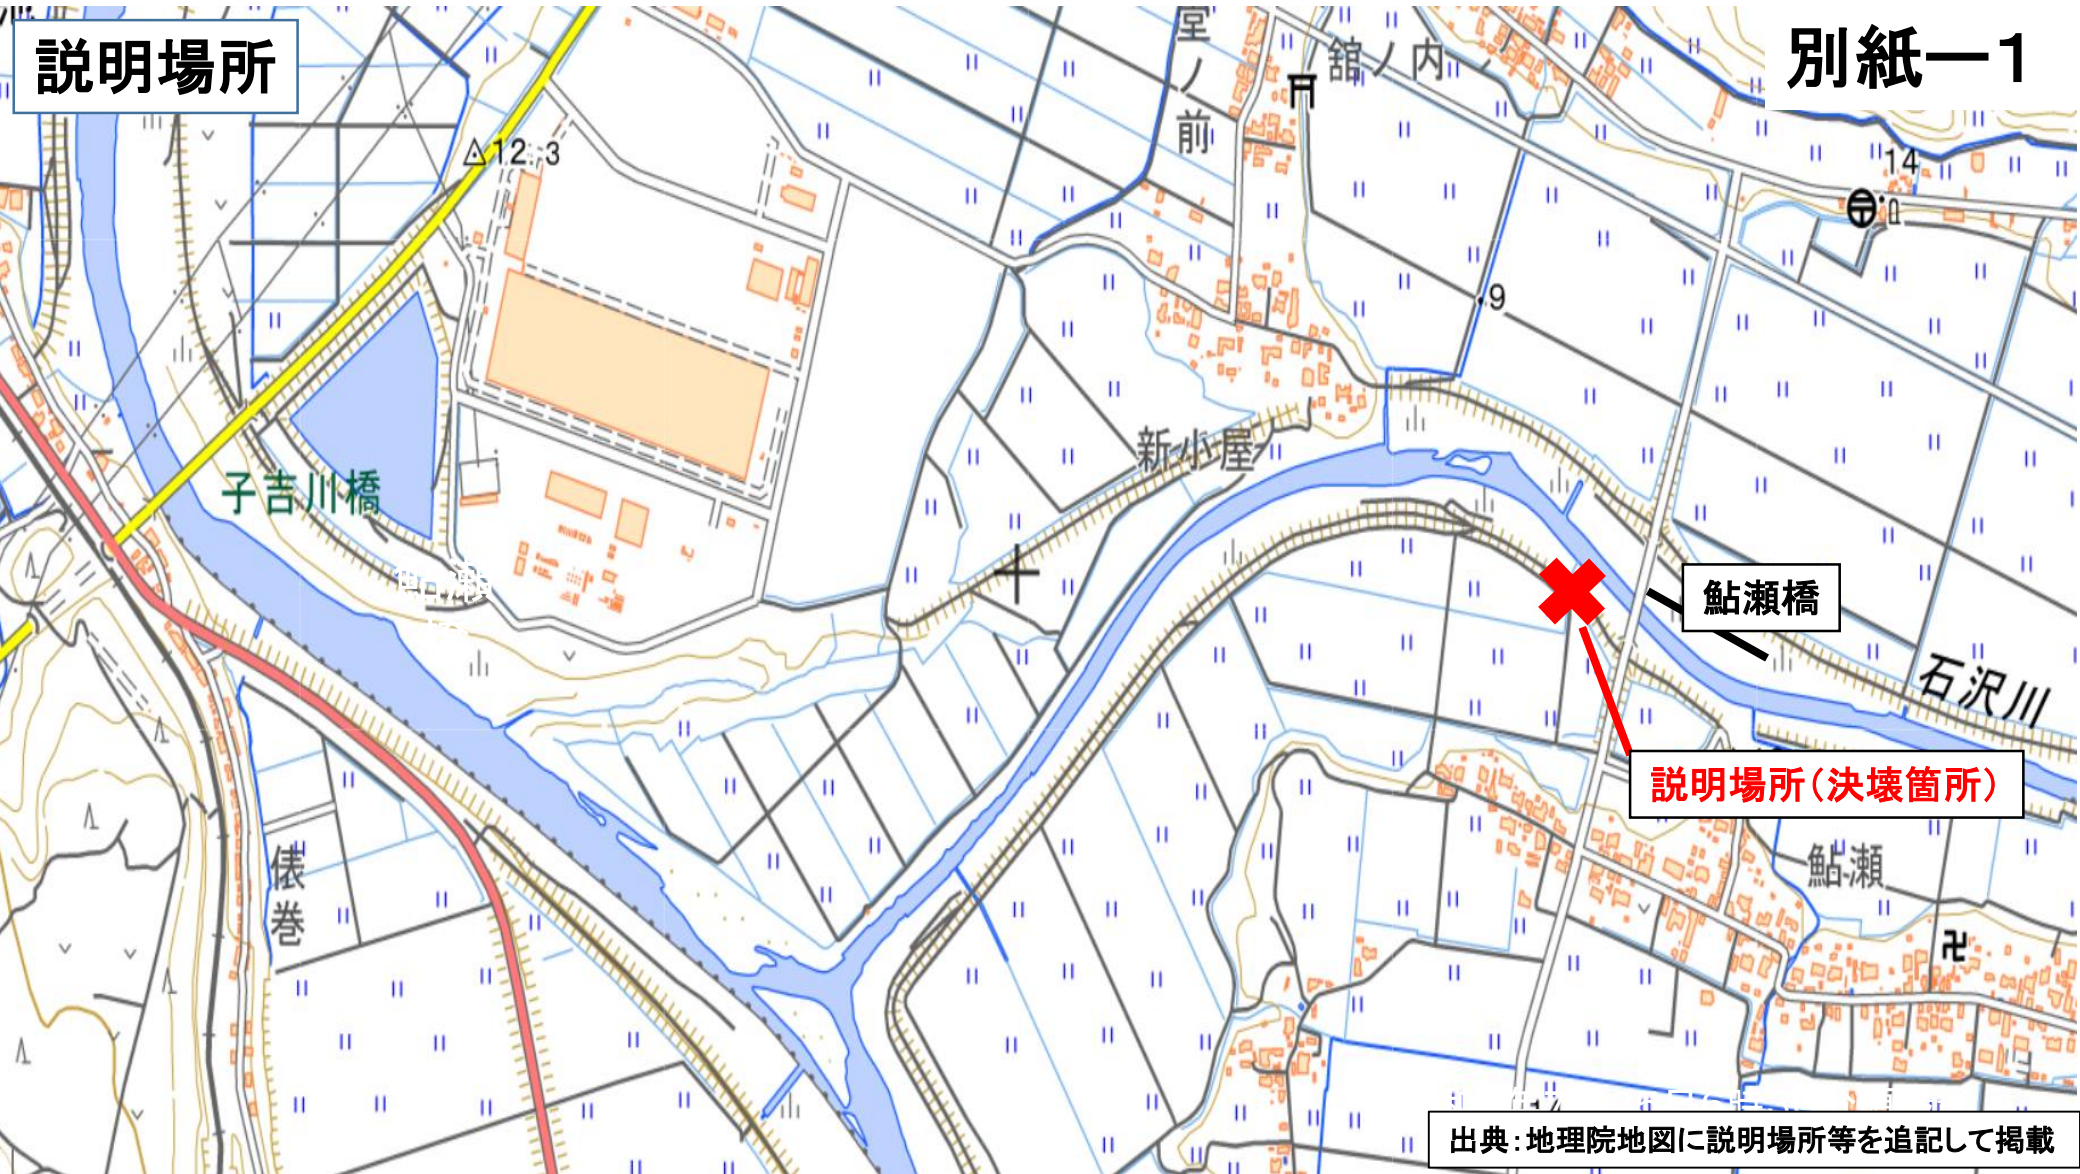 説明場所
別紙ー1
堂ノ前
舘ノ内
12.3
14
9
子吉川橋
新小屋
鮎瀬橋
石沢川
説明場所(決壊箇所)
鮎瀬
俵巻
出典:地理院地図に説明場所等を追記して掲載